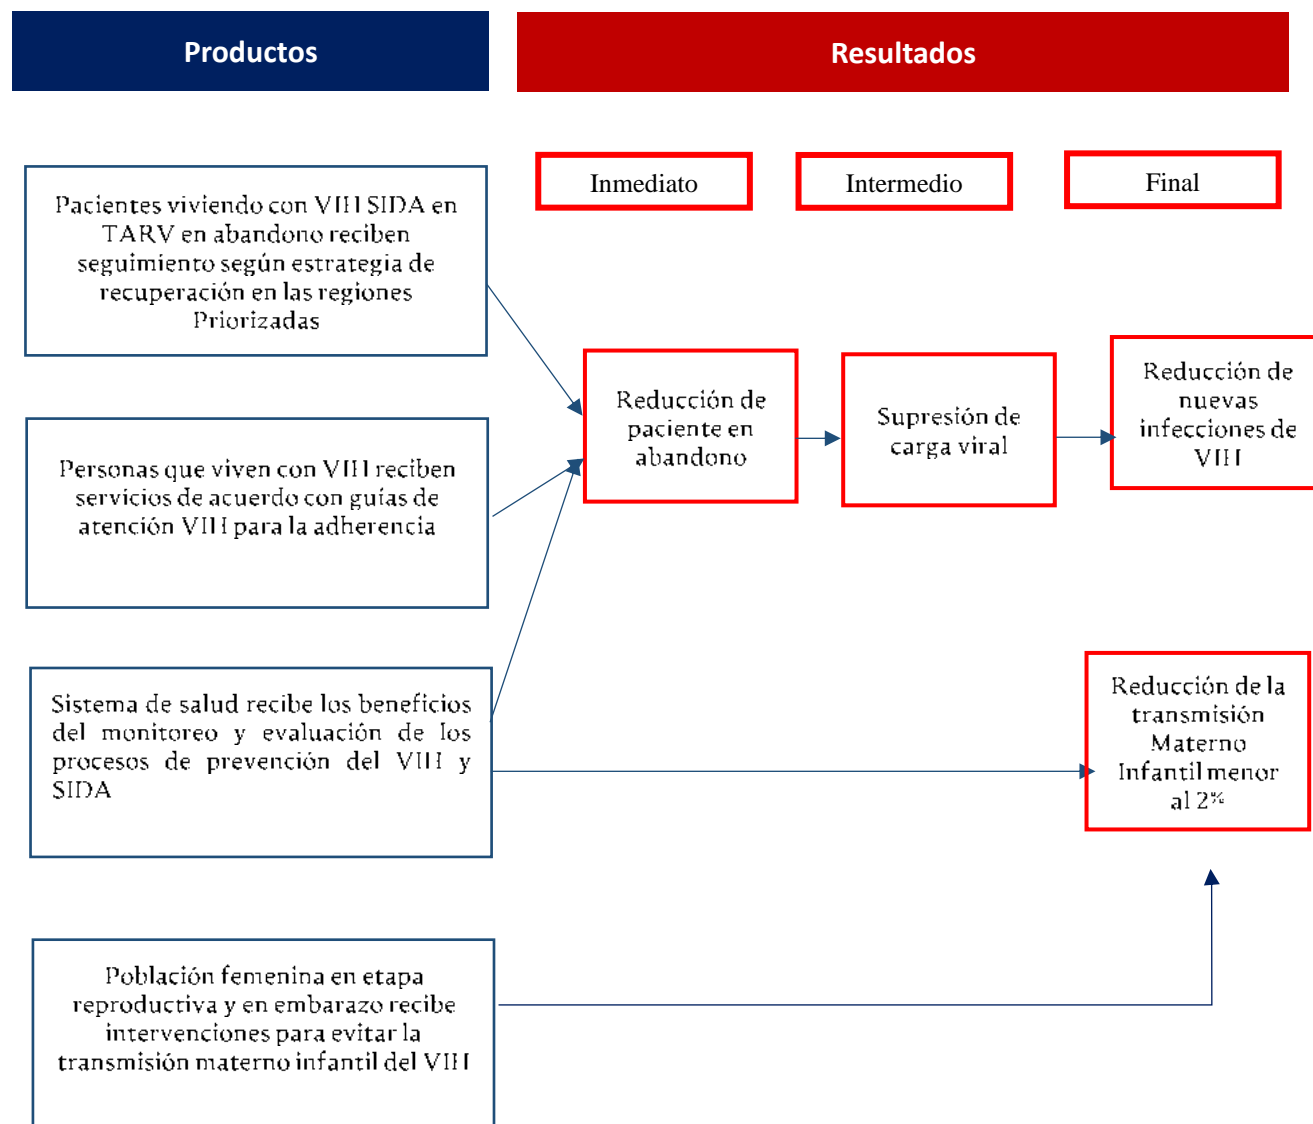 Productos
Resultados
Inmediato
Intermedio
Final
Pacientes viviendo con VIH SIDA en
TARV en abandono reciben
seguimiento según estrategia de
recuperación en las regiones
Priorizadas
Reducción de
paciente en
abandono
Supresión de
carga viral
Reducción de
nuevas
infecciones de
VIH
Personas que viven con VIH reciben
servicios de acuerdo con guías de
atención VIH para la adherencia
Sistema de salud recibe los beneficios
del monitoreo y evaluación de los
procesos de prevención del VIH y
SIDA
Reducción de la
transmisión
Materno
Infantil menor
al 2%
Población femenina en etapa
reproductiva y en embarazo recibe
intervenciones para evitar la
transmisión materno infantil del VIH